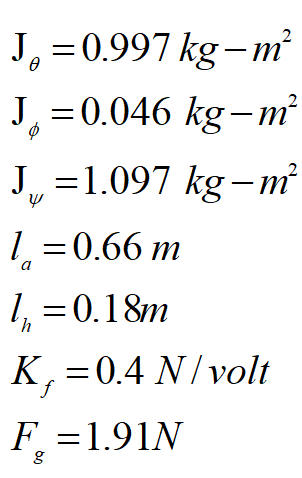 J_θ = 0.997 kg − m²
J_ϕ = 0.046 kg − m²
J_ψ = 1.097 kg − m²
l_a = 0.66 m
l_h = 0.18m
K_f = 0.4 N / volt
F_g = 1.91N